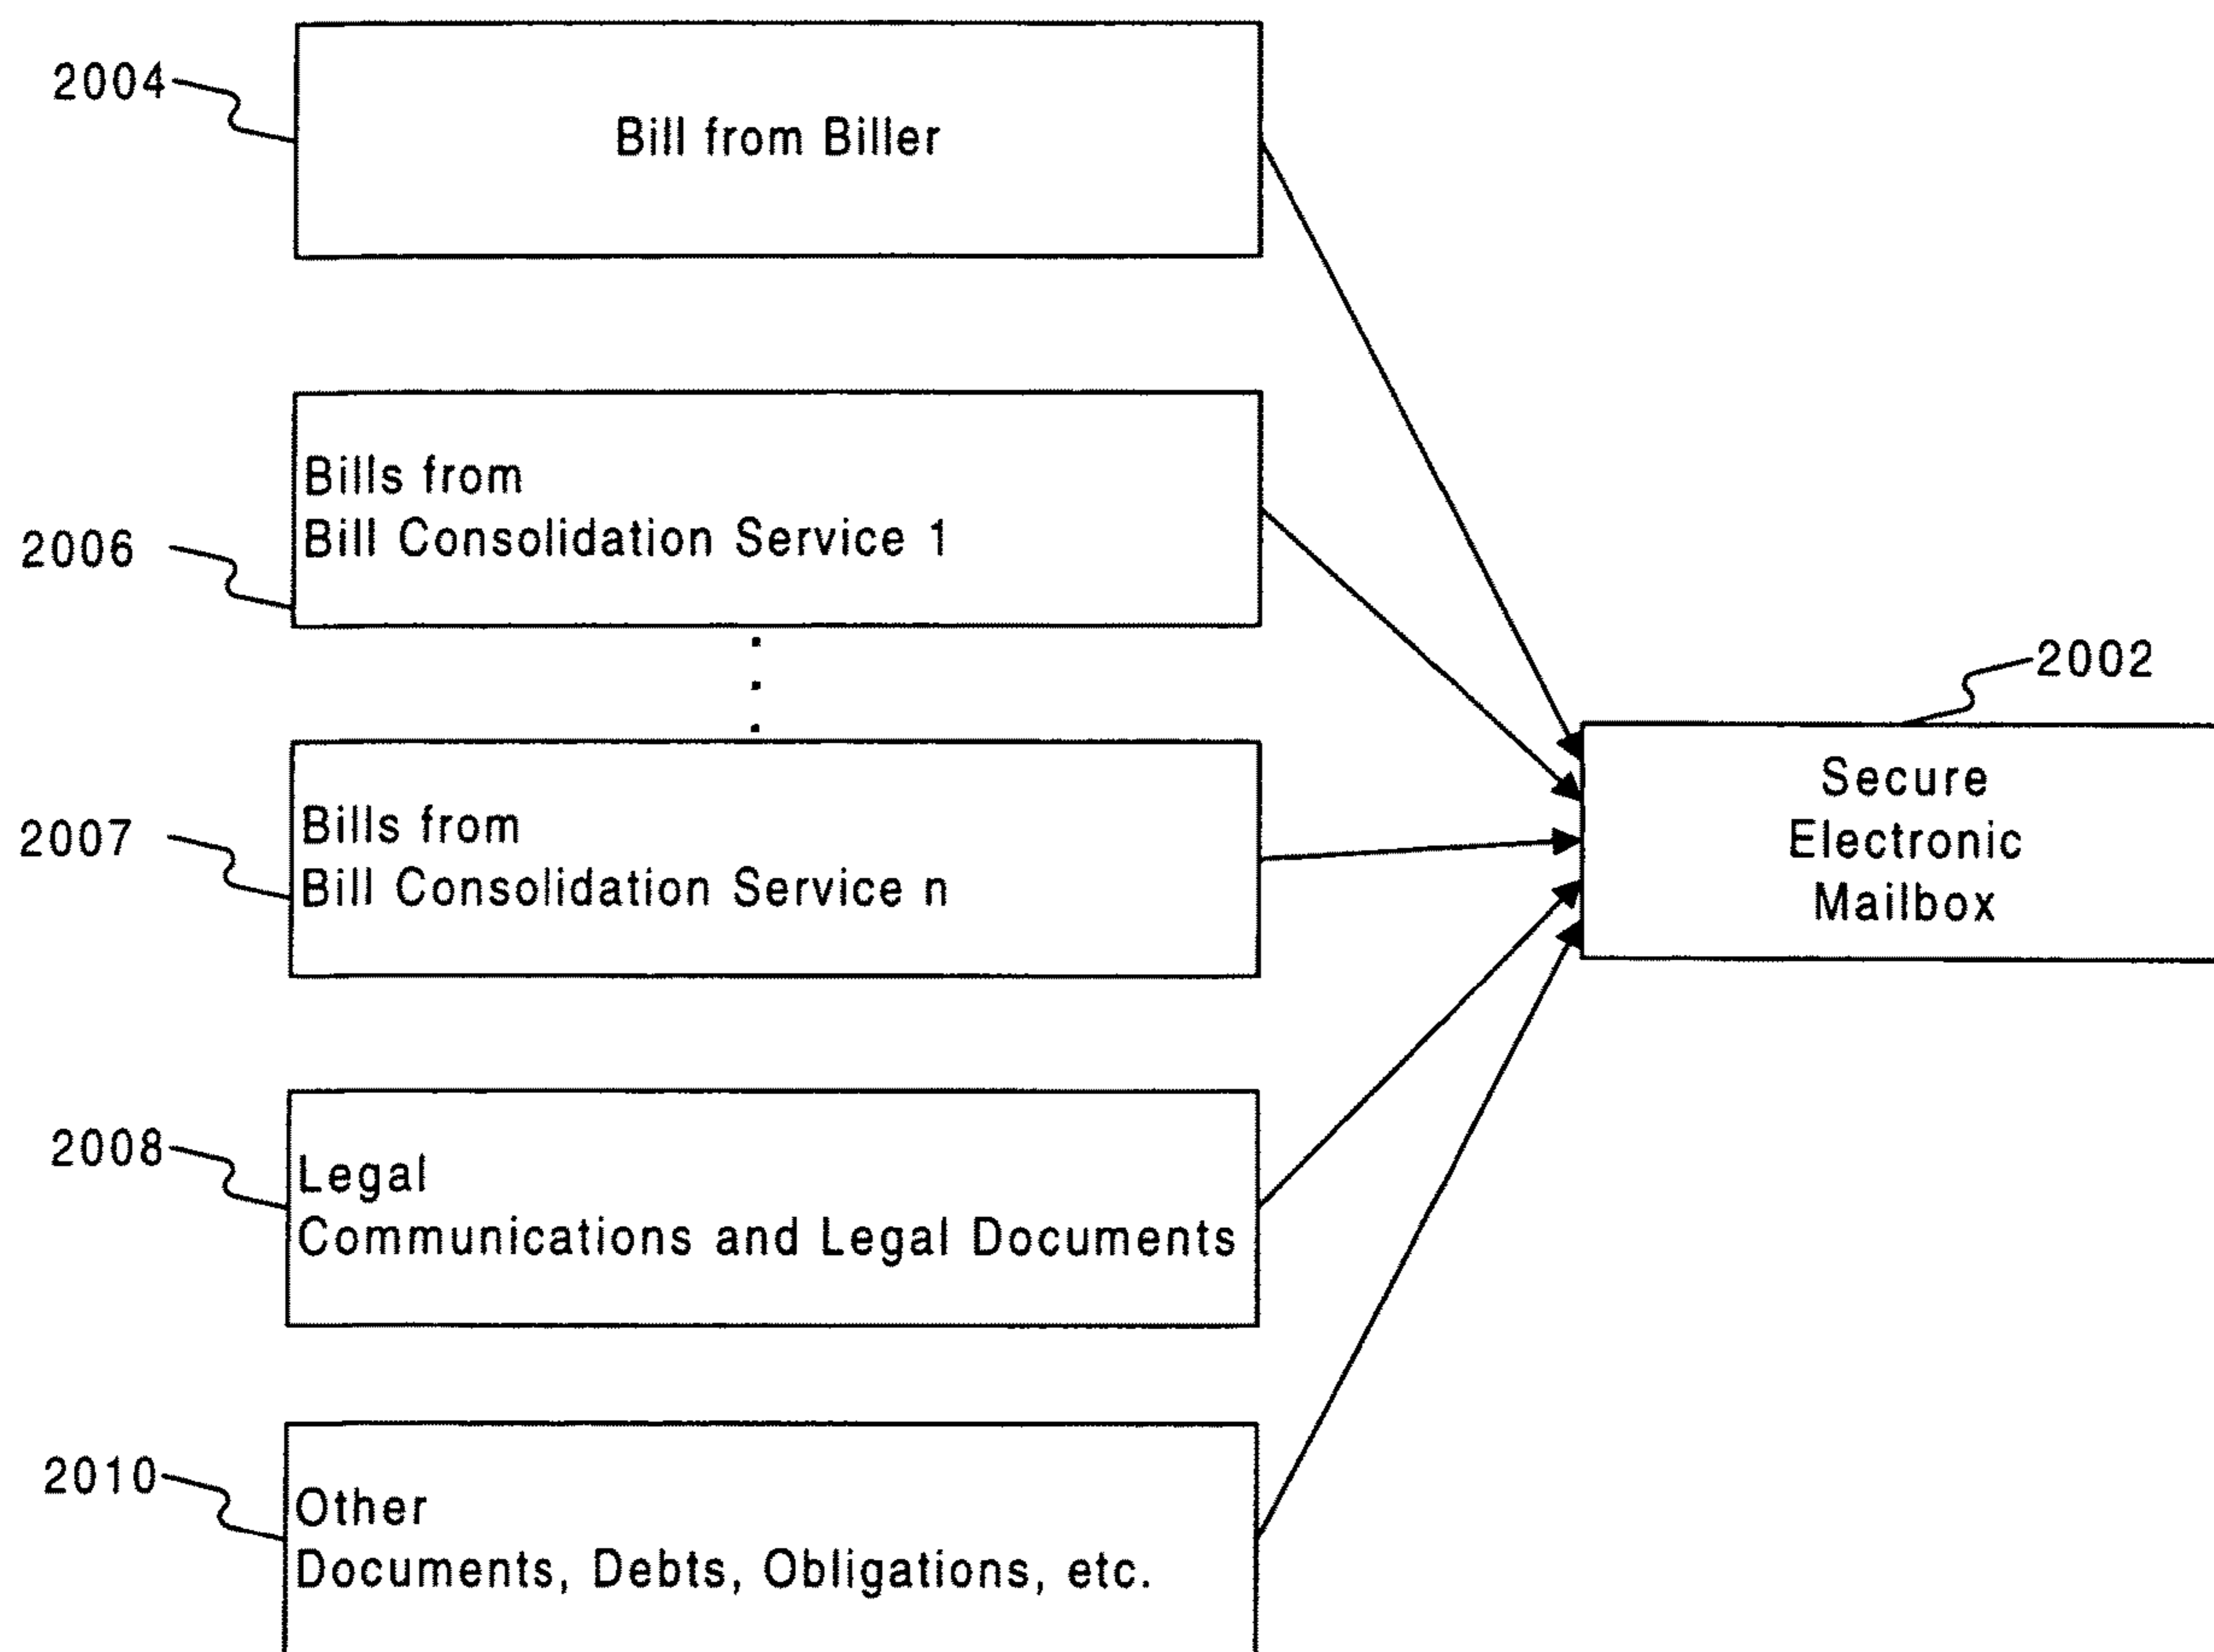 2004
Bill from Biller
2006
Bills from
Bill Consolidation Service 1
2007
Bills from
Bill Consolidation Service n
2008
Legal
Communications and Legal Documents
2010
Other
Documents, Debts, Obligations, etc.
2002
Secure
Electronic
Mailbox